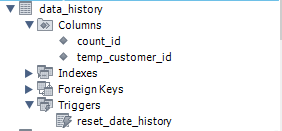 data_history
Columns
count_id
temp_customer_id
Indexes
Foreign Keys
Triggers
reset_date_history